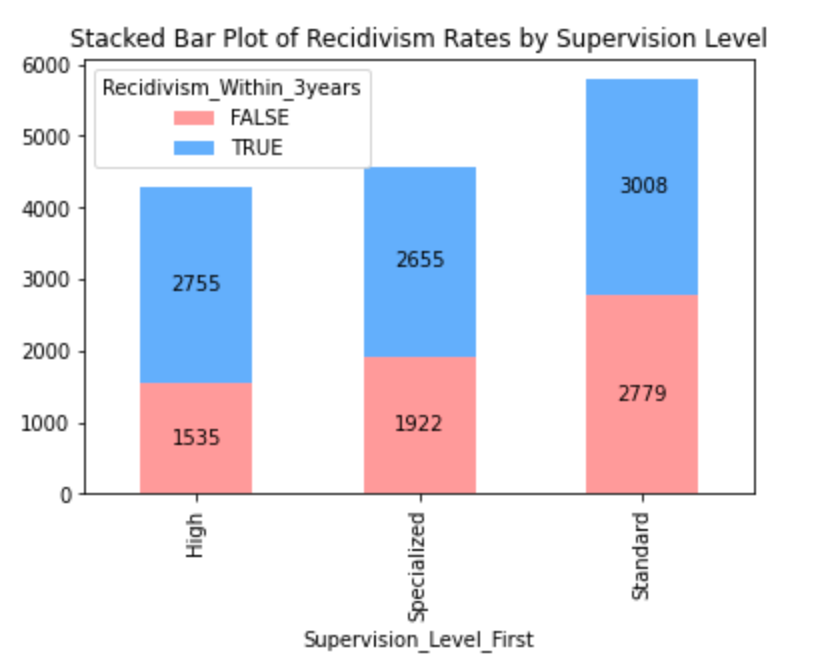 Stacked Bar Plot of Recidivism Rates by Supervision Level
6000
5000
4000
3000
2000
1000
0
Recidivism_Within_3years
FALSE
TRUE
2755
1535
2655
1922
3008
2779
High
Specialized
Standard
Supervision_Level_First